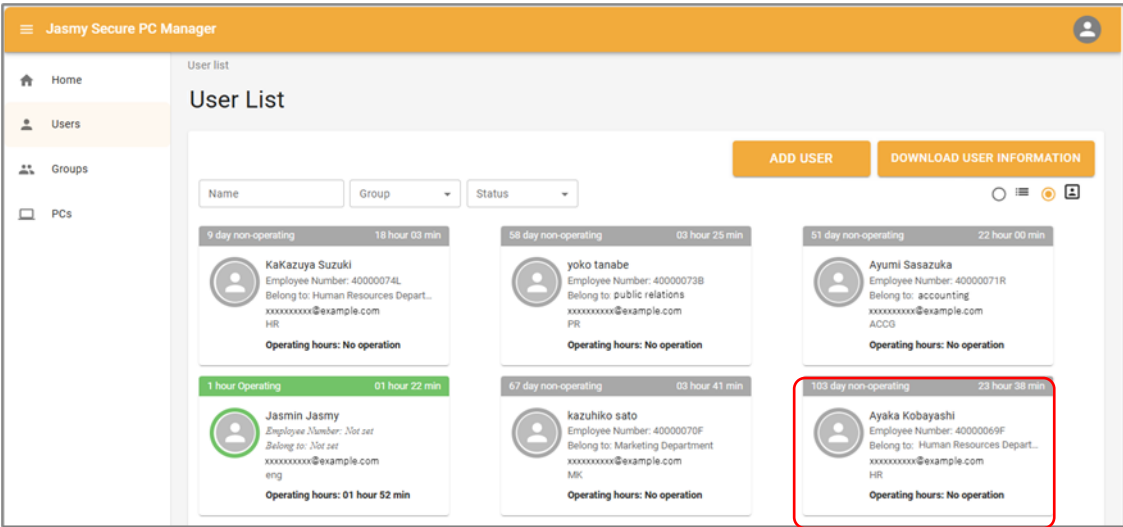 Jasmy Secure PC Manager
Home
Users
Groups
PCs
User list
User List
ADD USER
DOWNLOAD USER INFORMATION
Name
Group
Status
9 day non-operating 18 hour 03 min
KaKazuya Suzuki
Employee Number: 40000074L
Belong to: Human Resources Depart...
xxxxxxxxxx@example.com
HR
Operating hours: No operation
58 day non-operating 03 hour 25 min
yoko tanabe
Employee Number: 40000073B
Belong to: public relations
xxxxxxxxxx@example.com
PR
Operating hours: No operation
51 day non-operating 22 hour 00 min
Ayumi Sasazuka
Employee Number: 40000071R
Belong to: accounting
xxxxxxxxxx@example.com
ACCG
Operating hours: No operation
1 hour Operating 01 hour 22 min
Jasmin Jasmy
Employee Number: Not set
Belong to: Not set
xxxxxxxxxx@example.com
eng
Operating hours: 01 hour 52 min
67 day non-operating 03 hour 41 min
kazuhiko sato
Employee Number: 40000070F
Belong to: Marketing Department
xxxxxxxxxx@example.com
MK
Operating hours: No operation
103 day non-operating 23 hour 38 min
Ayaka Kobayashi
Employee Number: 40000069F
Belong to: Human Resources Depart...
xxxxxxxxxx@example.com
HR
Operating hours: No operation